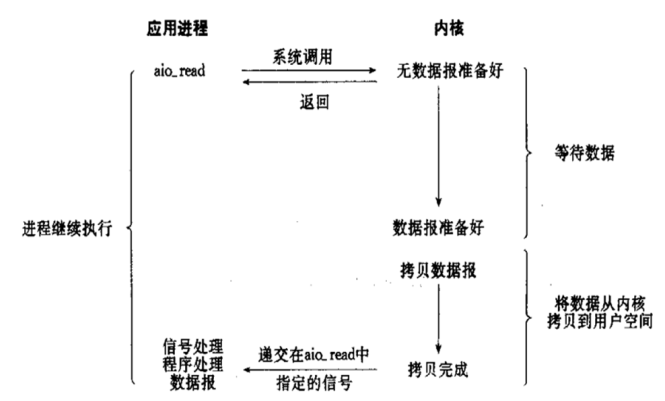 应用进程
内核
系统调用
aio_read
无数据报准备好
返回
等待数据
进程继续执行
数据报准备好
拷贝数据报
将数据从内核
拷贝到用户空间
信号处理
程序处理
数据报
递交在aio_read中
指定的信号
拷贝完成